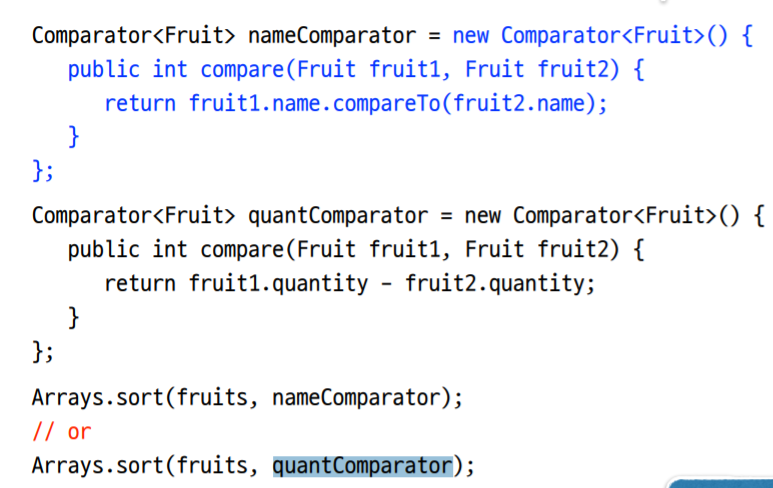 Comparator<Fruit> nameComparator = new Comparator<Fruit>() {
public int compare(Fruit fruit1, Fruit fruit2) {
return fruit1.name.compareTo(fruit2.name);
}
};
Comparator<Fruit> quantComparator = new Comparator<Fruit>() {
public int compare(Fruit fruit1, Fruit fruit2) {
return fruit1.quantity - fruit2.quantity;
}
};
Arrays.sort(fruits, nameComparator);
// or
Arrays.sort(fruits, quantComparator);